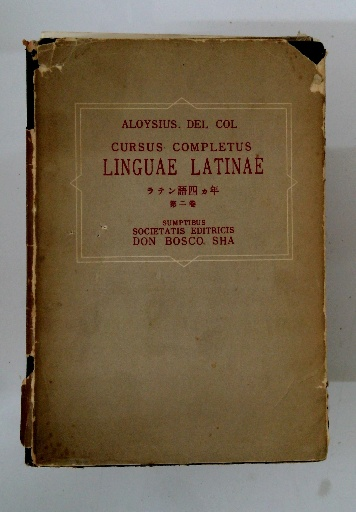 ALOYSIUS. DEL COL
CURSUS COMPLETUS
LINGUAE LATINAE
ラテン語四ヵ年
第二巻
SUMPTIBUS
SOCIETATIS EDITRICIS
DON BOSCO. SHA